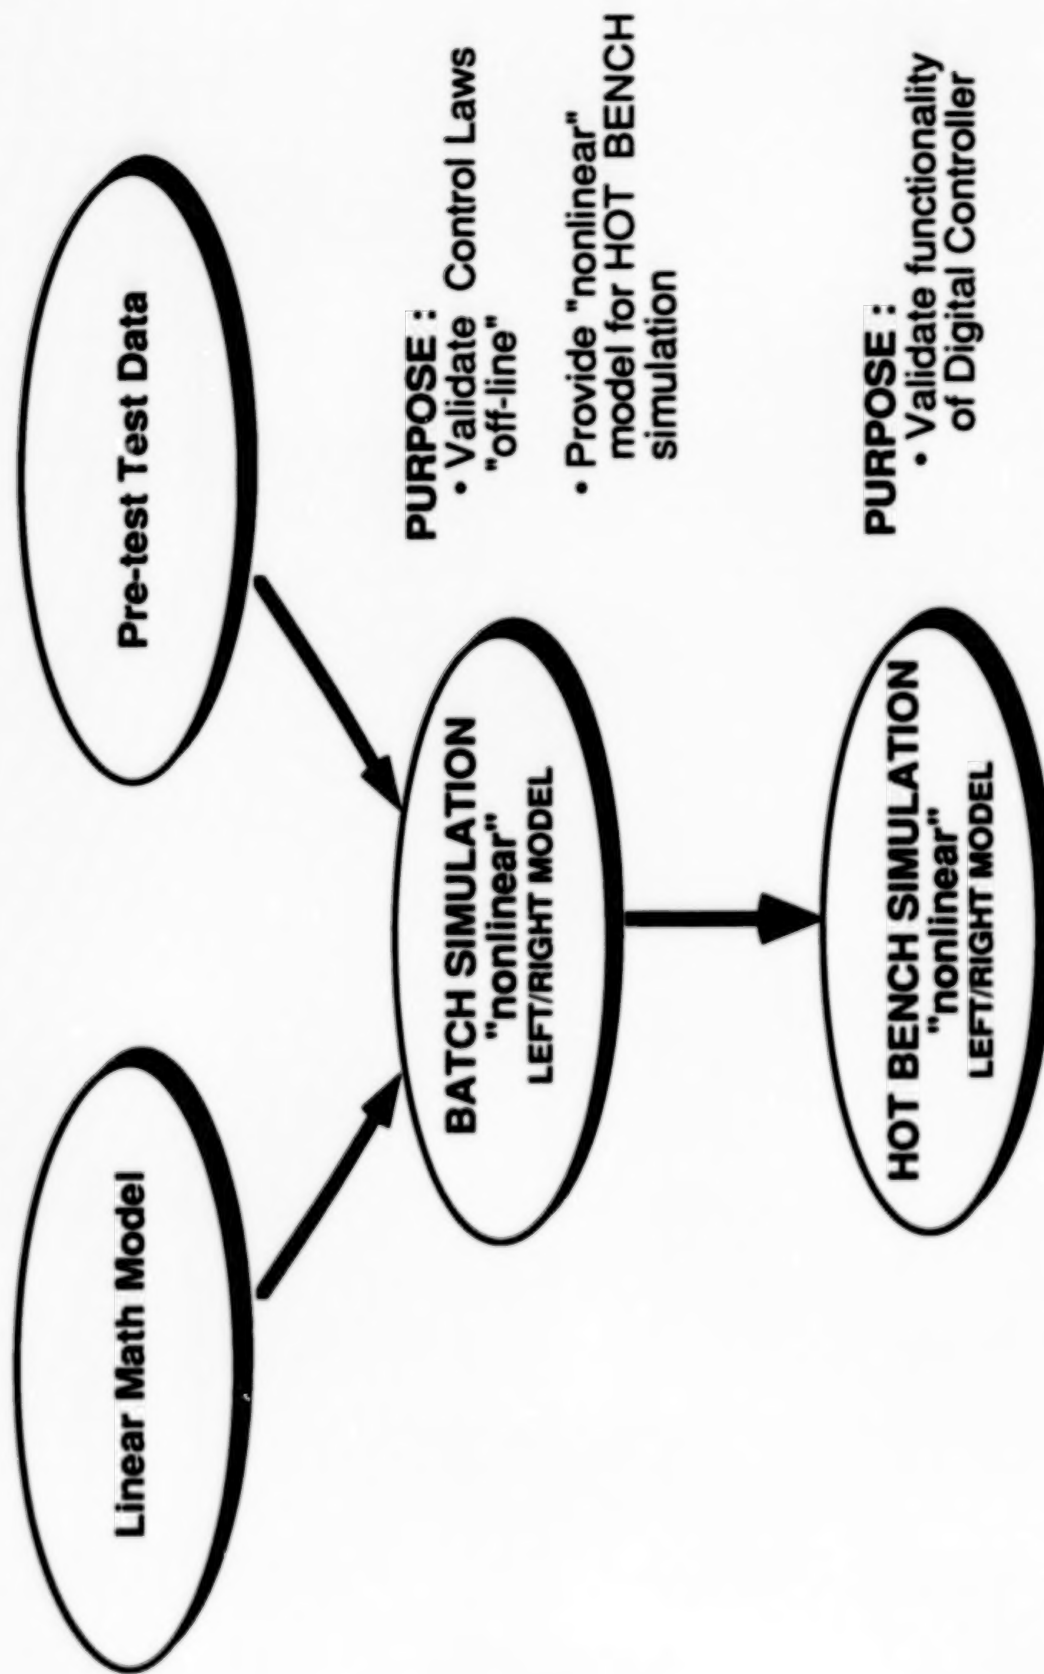 Linear Math Model
Pre-test Test Data
BATCH SIMULATION
"nonlinear"
LEFT/RIGHT MODEL
PURPOSE :
• Validate Control Laws
"off-line"
• Provide "nonlinear"
model for HOT BENCH
simulation
HOT BENCH SIMULATION
"nonlinear"
LEFT/RIGHT MODEL
PURPOSE :
• Validate functionality
of Digital Controller